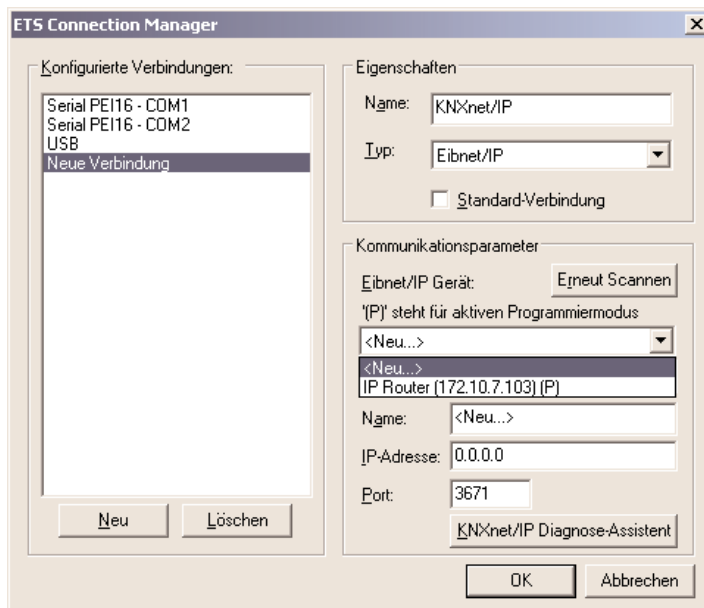 ETS Connection Manager
Konfigurierte Verbindungen:
Serial PEI16 - COM1
Serial PEI16 - COM2
USB
Neue Verbindung
Neu
Löschen
Eigenschaften
Name:
KNXnet/IP
Typ:
Eibnet/IP
Standard-Verbindung
Kommunikationsparameter
Eibnet/IP Gerät:
Erneut Scannen
'(P)' steht für aktiven Programmiermodus
<Neu...>
<Neu...>
IP Router (172.10.7.103) (P)
Name:
<Neu...>
IP-Adresse:
0.0.0.0
Port:
3671
KNXnet/IP Diagnose-Assistent
OK
Abbrechen